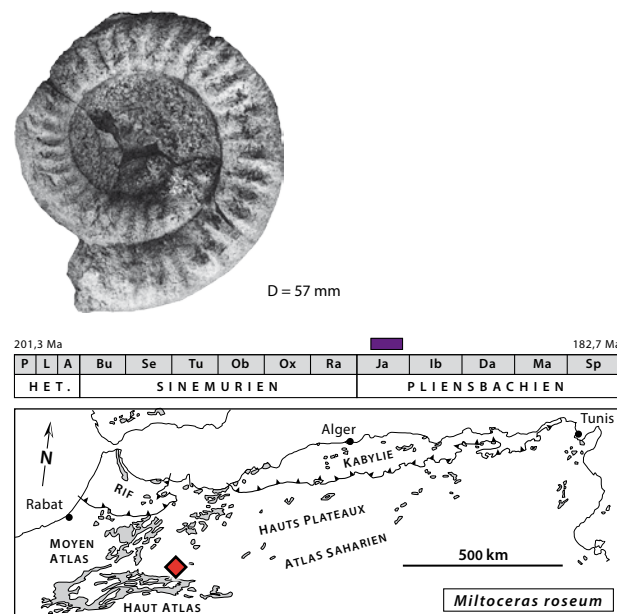 D = 57 mm
201,3 Ma
182,7 Ma
P L A Bu Se Tu Ob Ox Ra Ja Ib Da Ma Sp
HET. SINEMURIEN PLIENSBACHIEN
Tunis
Alger
KABYLIE
N
RIF
Rabat
HAUTS PLATEAUX
MOYEN
ATLAS
ATLAS SAHARIEN
500 km
HAUT ATLAS
Miltoceras roseum